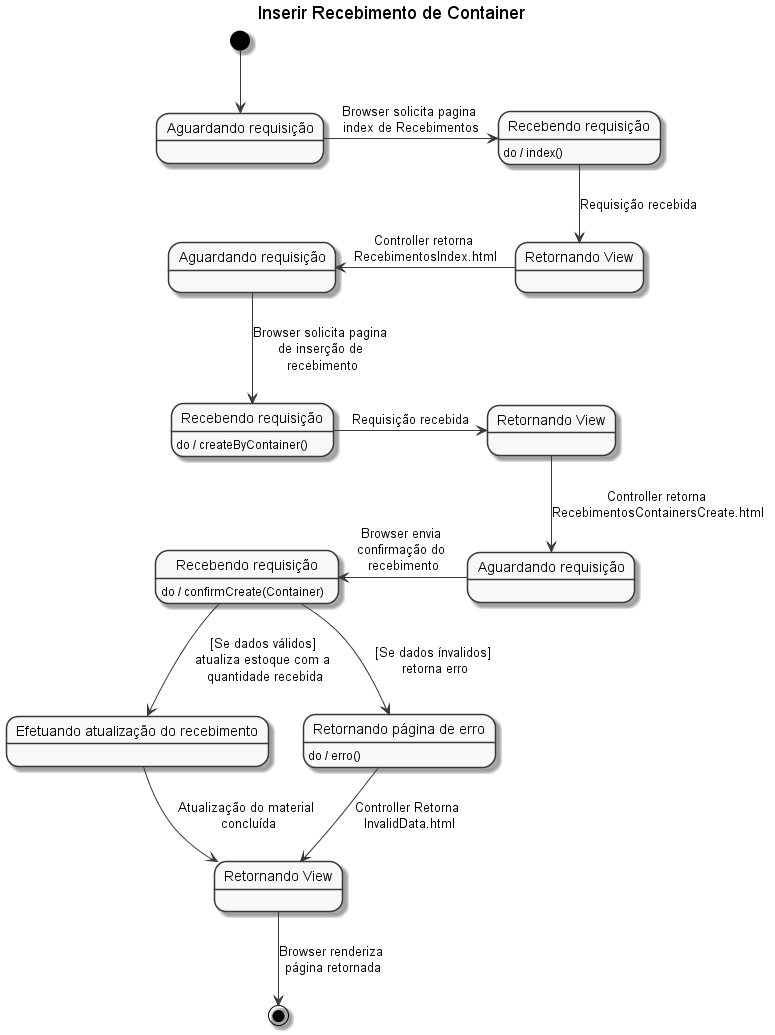 Inserir Recebimento de Container
Aguardando requisição
Browser solicita pagina
index de Recebimentos
Recebendo requisição
do / index()
Requisição recebida
Retornando View
Controller retorna
RecebimentosIndex.html
Aguardando requisição
Browser solicita pagina
de inserção de
recebimento
Recebendo requisição
do / createByContainer()
Requisição recebida
Retornando View
Controller retorna
RecebimentosContainersCreate.html
Aguardando requisição
Browser envia
confirmação do
recebimento
Recebendo requisição
do / confirmCreate(Container)
[Se dados válidos]
atualiza estoque com a
quantidade recebida
[Se dados ínvalidos]
retorna erro
Efetuando atualização do recebimento
Retornando página de erro
do / erro()
Atualização do material
concluída
Controller Retorna
InvalidData.html
Retornando View
Browser renderiza
página retornada